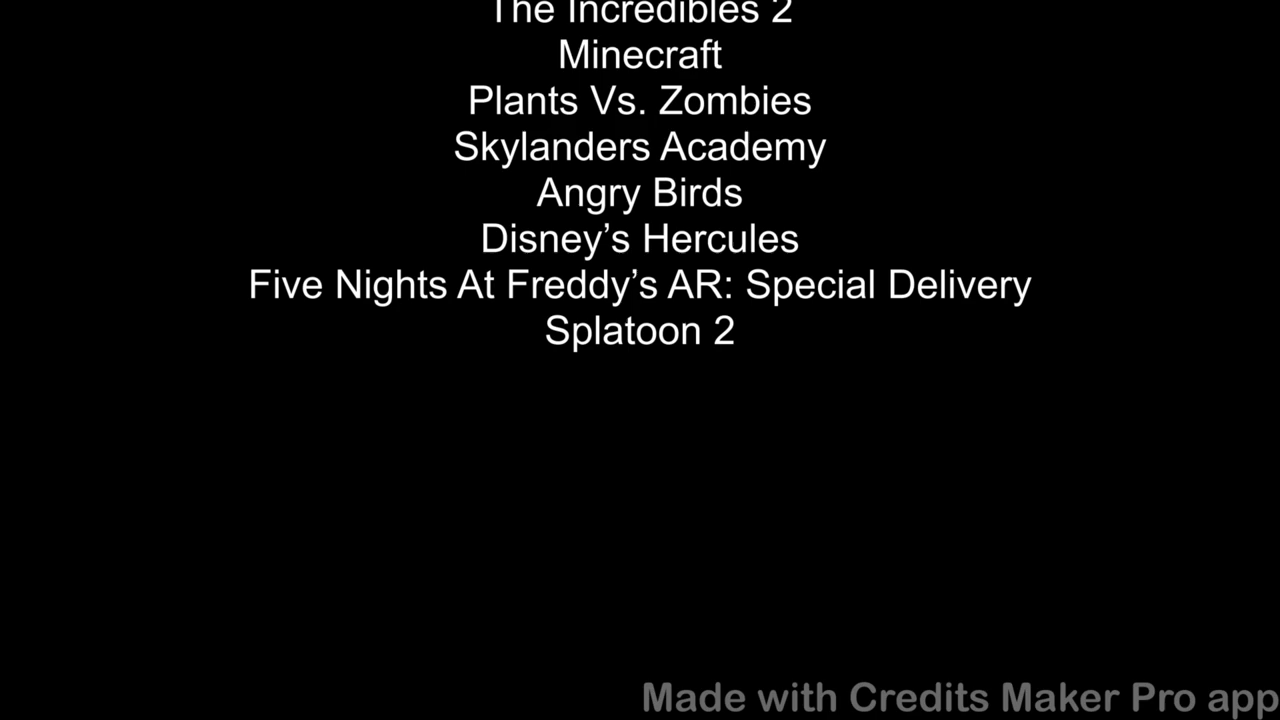 The Incredibles 2
Minecraft
Plants Vs. Zombies
Skylanders Academy
Angry Birds
Disney’s Hercules
Five Nights At Freddy’s AR: Special Delivery
Splatoon 2
Made with Credits Maker Pro app